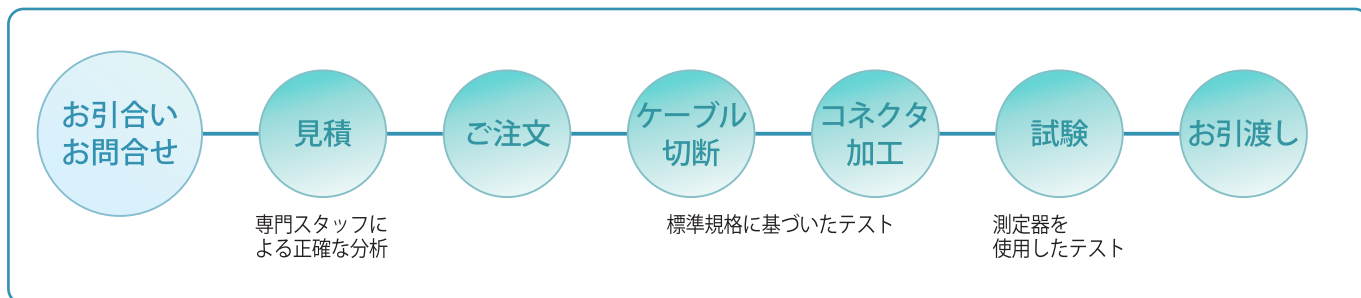 お引合い
お問合せ
見積
ご注文
ケーブル
切断
コネクタ
加工
試験
お引渡し
専門スタッフに
よる正確な分析
標準規格に基づいたテスト
測定器を
使用したテスト